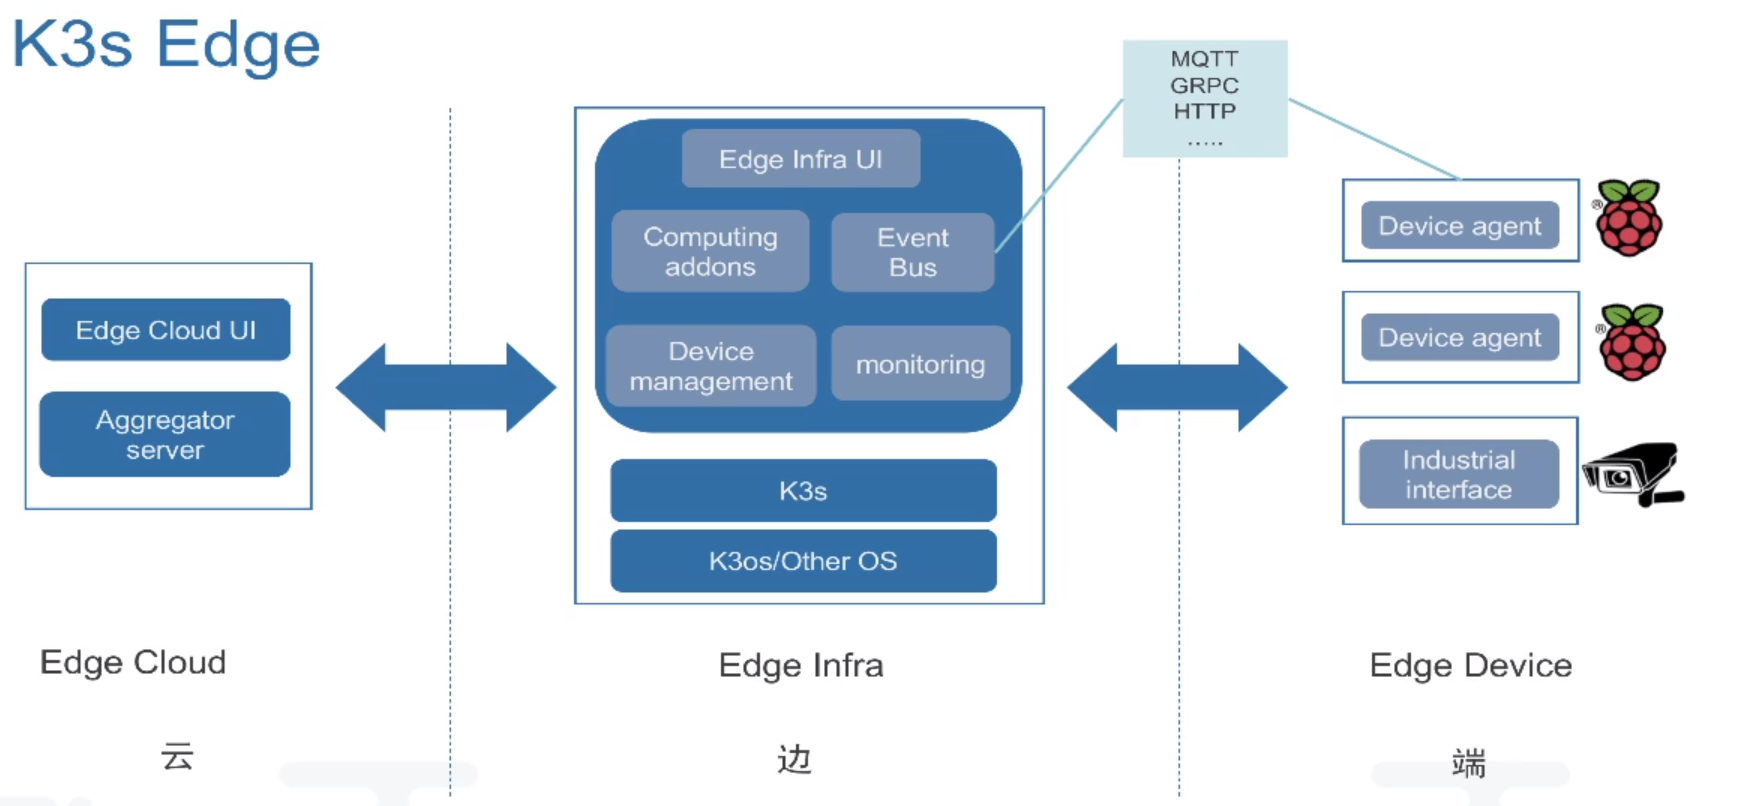 K3s Edge
MQTT
GRPC
HTTP
.....
Edge Cloud UI
Aggregator
server
Edge Infra UI
Computing
addons
Event
Bus
Device
management
monitoring
K3s
K3os/Other OS
Device agent
®
Device agent
®
Industrial
interface
Edge Cloud
Edge Infra
Edge Device
云
边
端